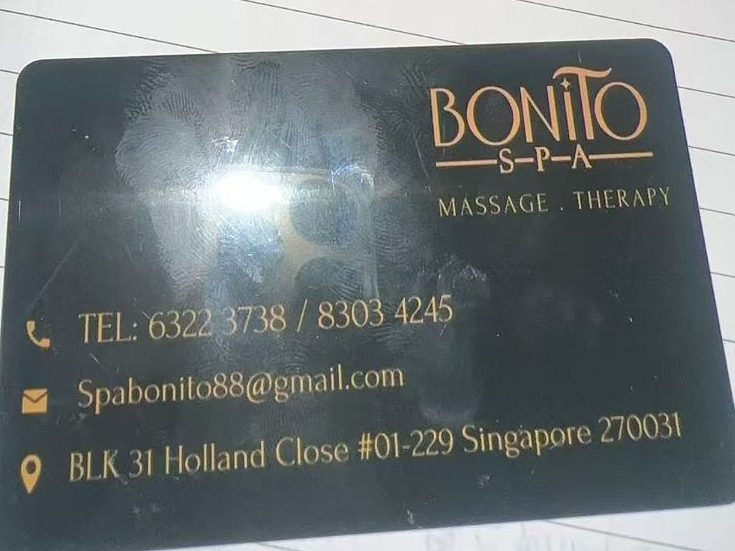 BONITO
S-P-A
MASSAGE . THERAPY
TEL: 6322 3738 / 8303 4245
Spabonito88@gmail.com
BLK 31 Holland Close #01-229 Singapore 270031